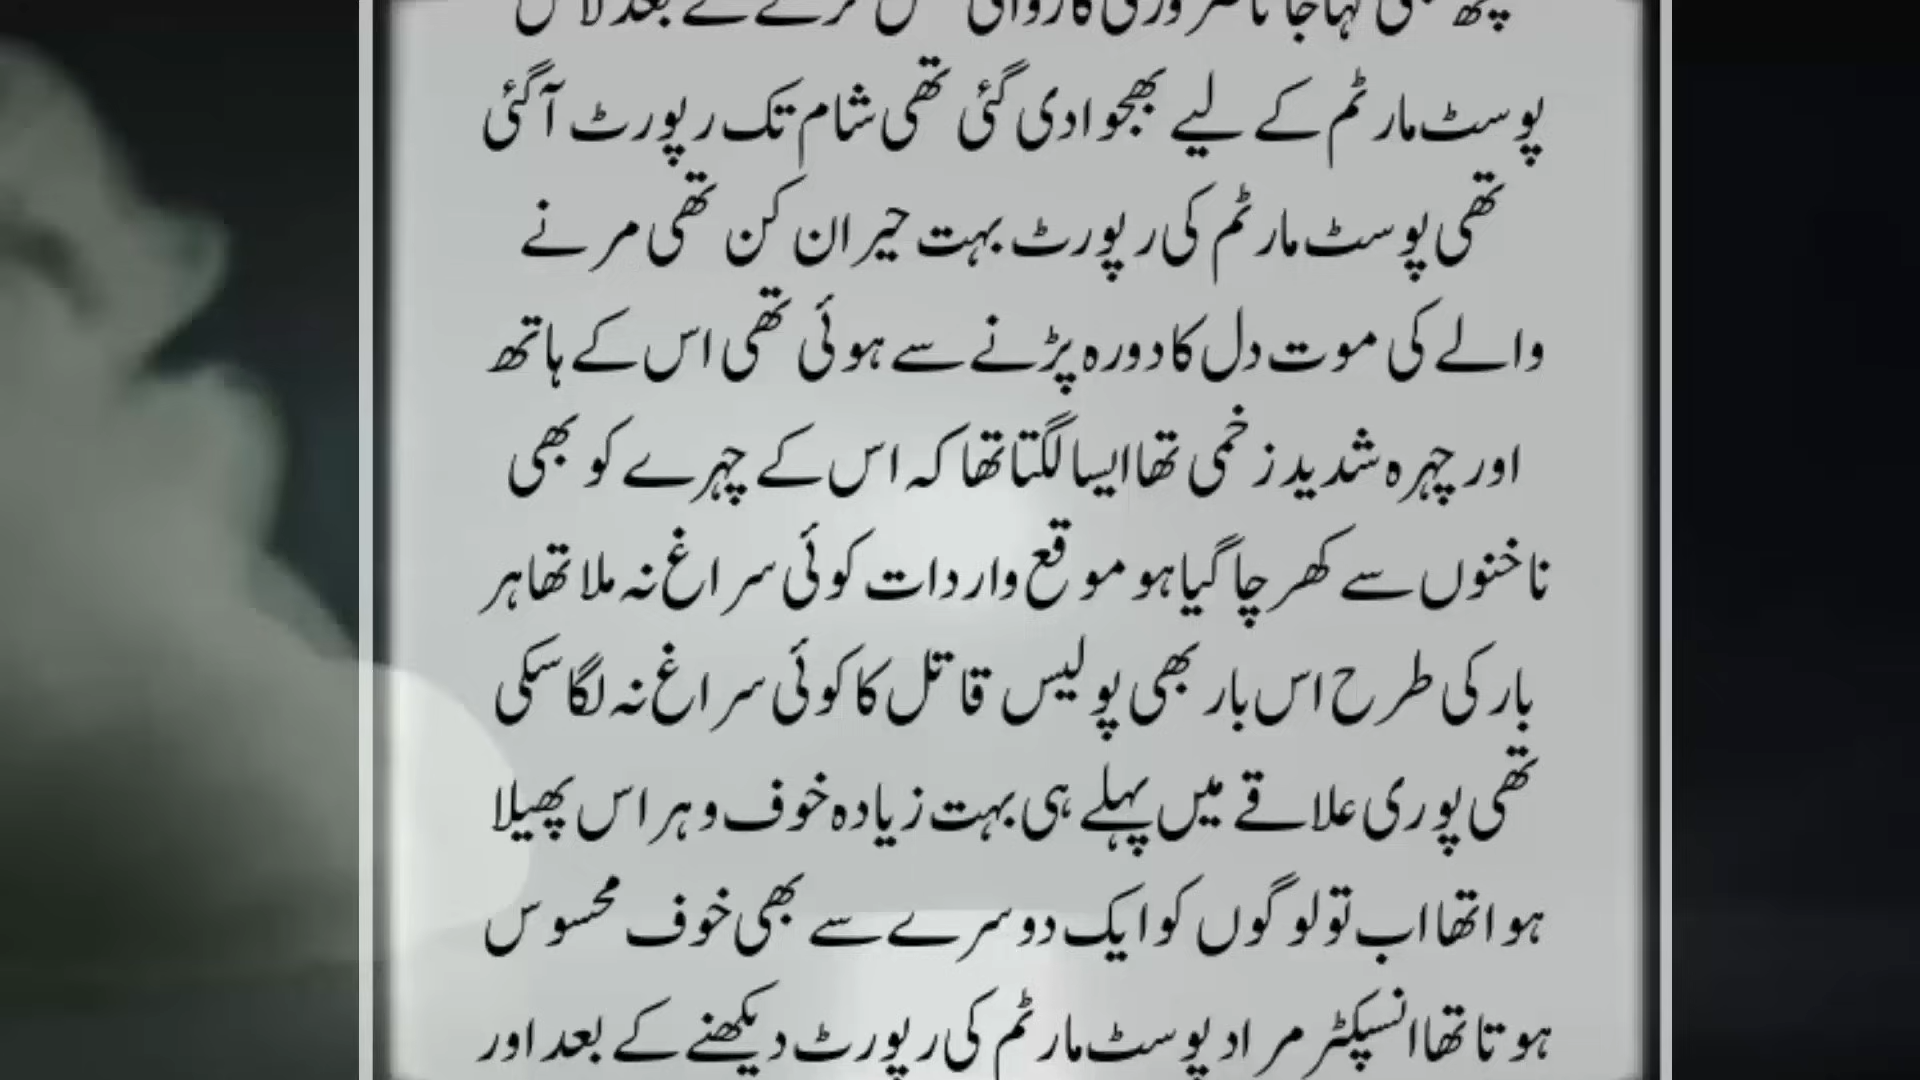 پوسٹ مارٹم کے لیے بھجوادی گئی تھی شام تک رپورٹ آگئی
تھی پوسٹ مارٹم کی رپورٹ بہت حیران کن تھی مرنے
والے کی موت دل کا دورہ پڑنے سے ہوئی تھی اس کے ہاتھ
اور چہرہ شدید زخمی تھا ایسا لگتا تھا کہ اس کے چہرے کو بھی
ناخنوں سے کھرچا گیا ہو موقع واردات کوئی سراغ نہ ملا تھا ہر
بار کی طرح اس بار بھی پولیس قاتل کا کوئی سراغ نہ لگا سکی
تھی پوری علاقے میں پہلے ہی بہت زیادہ خوف و ہراس پھیلا
ہوا تھا اب تو لوگوں کو ایک دوسرے سے بھی خوف محسوس
ہوتا تھا انسپکٹر مراد پوسٹ مارٹم کی رپورٹ دیکھنے کے بعد اور